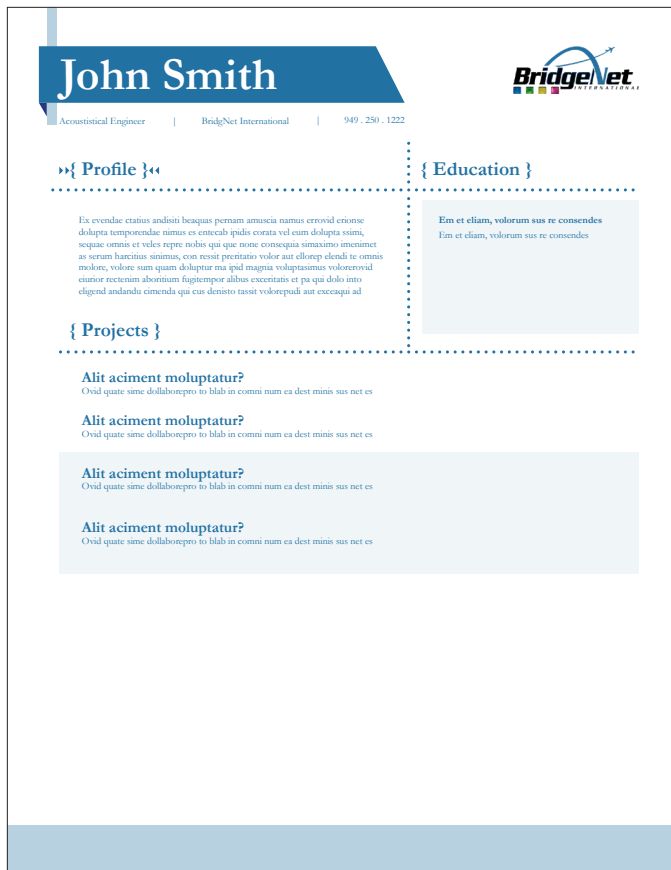 John Smith
BridgeNet
INTERNATIONAL
Acoustistical Engineer | BridgNet International | 949 . 250 . 1222
{ Profile }
{ Education }
Ex evendae ctatius andisiti beaquas pernam amuscia namus errovid erionse
dolupta temporendae nimus es entecab ipidis corata vel eum dolupta ssimi,
sequae omnis et veles repre nobis qui que none consequia simaximo imenimet
as serum harcitius sinimus, con ressit preritatio volor aut ellorep elendi te omnis
molore, volore sum quam doluptur ma ipid magnia voluptasimus volorerovid
eiurior rectenim aboritiun fugitempor alibus exceritatis et pa qui dolo into
eligend andandu cimenda qui cus denisto tassit volorepudi aut exceaqui ad
Em et eliam, volorum sus re consendes
Em et eliam, volorum sus re consendes
{ Projects }
Alit aciment moluptatur?
Ovid quate sime dollaborepro to blab in comni num ea dest minis sus net es
Alit aciment moluptatur?
Ovid quate sime dollaborepro to blab in comni num ea dest minis sus net es
Alit aciment moluptatur?
Ovid quate sime dollaborepro to blab in comni num ea dest minis sus net es
Alit aciment moluptatur?
Ovid quate sime dollaborepro to blab in comni num ea dest minis sus net es